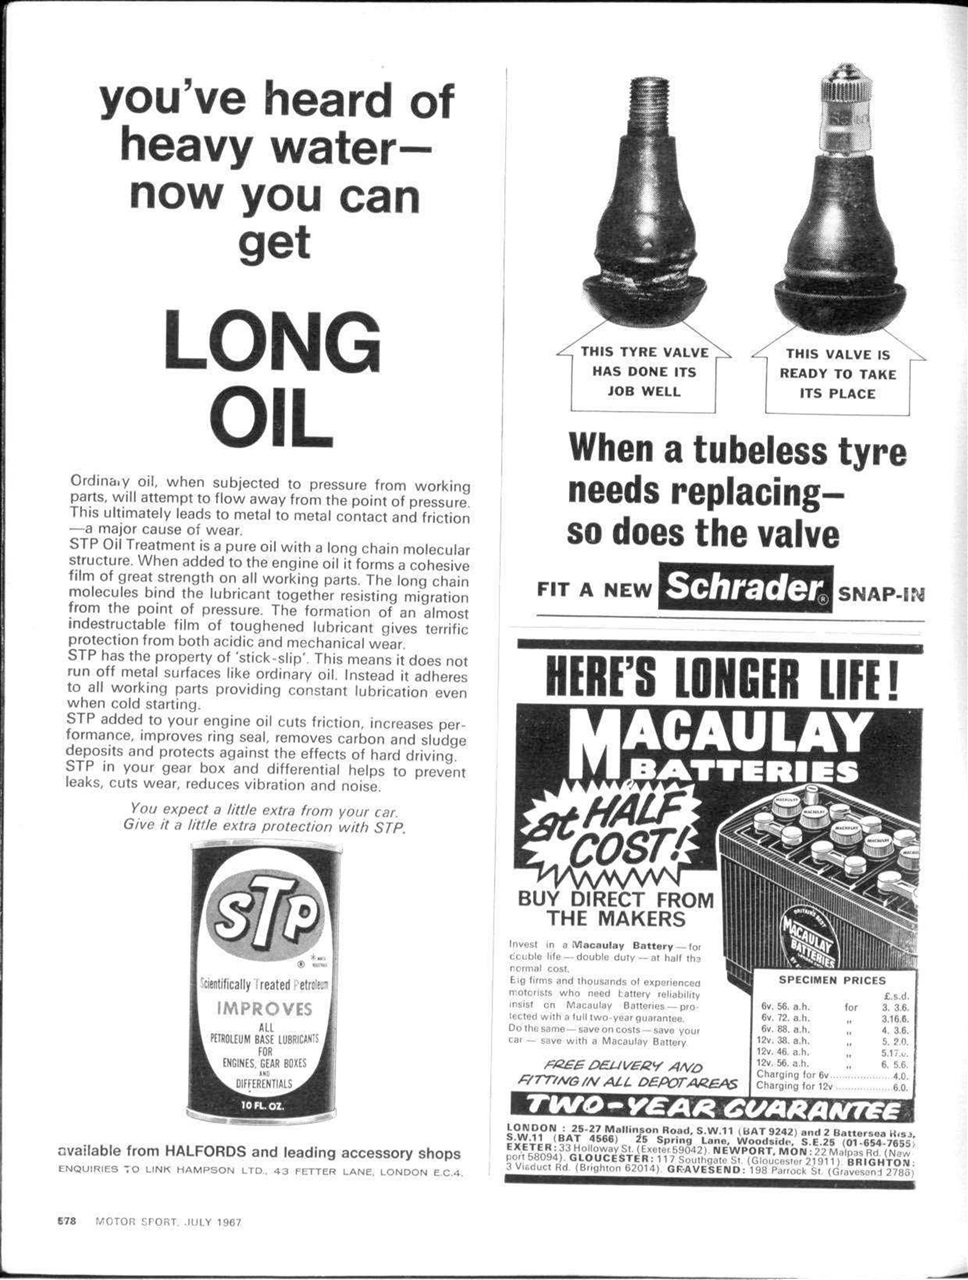 you've heard of
heavy water—
now you can
get
LONG
OIL
Ordinary oil, when subjected to pressure from working
parts, will attempt to flow away from the point of pressure.
This ultimately leads to metal to metal contact and friction
—a major cause of wear.
STP Oil Treatment is a pure oil with a long chain molecular
structure. When added to the engine oil it forms a cohesive
film of great strength on all working parts. The long chain
molecules bind the lubricant together resisting migration
from the point of pressure. The formation of an almost
indestructable film of toughened lubricant gives terrific
protection from both acidic and mechanical wear.
STP has the property of 'stick-slip'. This means it does not
run off metal surfaces like ordinary oil. Instead it adheres
to all working parts providing constant lubrication even
when cold starting.
STP added to your engine oil cuts friction, increases per-
formance, improves ring seal, removes carbon and sludge
deposits and protects against the effects of hard driving.
STP in your gear box and differential helps to prevent
leaks, cuts wear, reduces vibration and noise.
You expect a little extra from your car.
Give it a little extra protection with STP.
STP
®
Scientifically Treated Petroleum
IMPROVES
ALL
PETROLEUM BASE LUBRICANTS
FOR
ENGINES, GEAR BOXES
AND
DIFFERENTIALS
10 FL. OZ.
available from HALFORDS and leading accessory shops
ENQUIRIES TO LINK HAMPSON LTD., 43 FETTER LANE, LONDON E.C.4.
THIS TYRE VALVE
HAS DONE ITS
JOB WELL
THIS VALVE IS
READY TO TAKE
ITS PLACE
When a tubeless tyre
needs replacing—
so does the valve
FIT A NEW Schrader® SNAP-IN
HERE'S LONGER LIFE!
MACAULAY
BATTERIES
at HALF
COST!
MACAULAY
MACAULAY
MACAULAY
BRITAIN'S BEST
MACAULAY
BATTERIES
BUY DIRECT FROM
THE MAKERS
Invest in a Macaulay Battery—for
double life—double duty—at half the
normal cost.
Big firms and thousands of experienced
motorists who need battery reliability
insist on Macaulay Batteries—pro-
tected with a full two-year guarantee.
Do the same—save on costs—save your
car — save with a Macaulay Battery.
FREE DELIVERY AND
FITTING IN ALL DEPOT AREAS
SPECIMEN PRICES
£.s.d.
6v. 56. a.h. for 3. 3.6.
6v. 72. a.h. ,, 3.16.6.
6v. 88. a.h. ,, 4. 3.6.
12v. 38. a.h. ,, 5. 2.0.
12v. 46. a.h. ,, 5.17.
12v. 56. a.h. ,, 6. 5.6.
Charging for 6v.................... 4.0.
Charging for 12v .................. 6.0.
TWO-YEAR GUARANTEE
LONDON : 25-27 Mallinson Road, S.W.11 (BAT 9242) and 2 Battersea Rise,
S.W.11 (BAT 4566) 25 Spring Lane, Woodside, S.E.25 (01-654-7655)
EXETER: 33 Holloway St. (Exeter 59042). NEWPORT, MON: 22 Malpas Rd. (New
port 58094). GLOUCESTER: 117 Southgate St. (Gloucester 21911). BRIGHTON:
3 Viaduct Rd. (Brighton 62014). GRAVESEND: 198 Parrock St. (Gravesend 2786)
578 MOTOR SPORT, JULY 1967